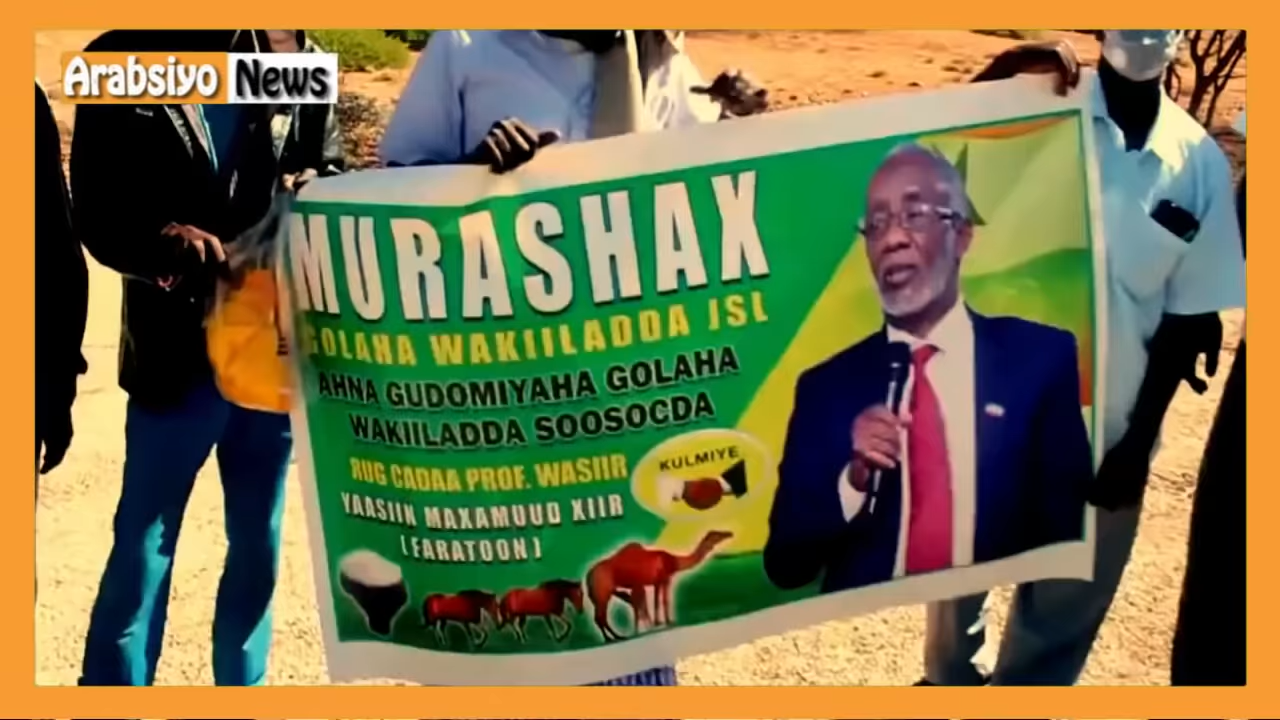 Arabsiyo News
MURASHAX
GOLAHA WAKIILADDA JSL
AHNA GUDOMIYAHA GOLAHA
WAKIILADDA SOOSOCDA
RUG CADAA PROF. WASIIR
YAASIIN MAXAMUUD XIIR
(FARATOON)
KULMIYE